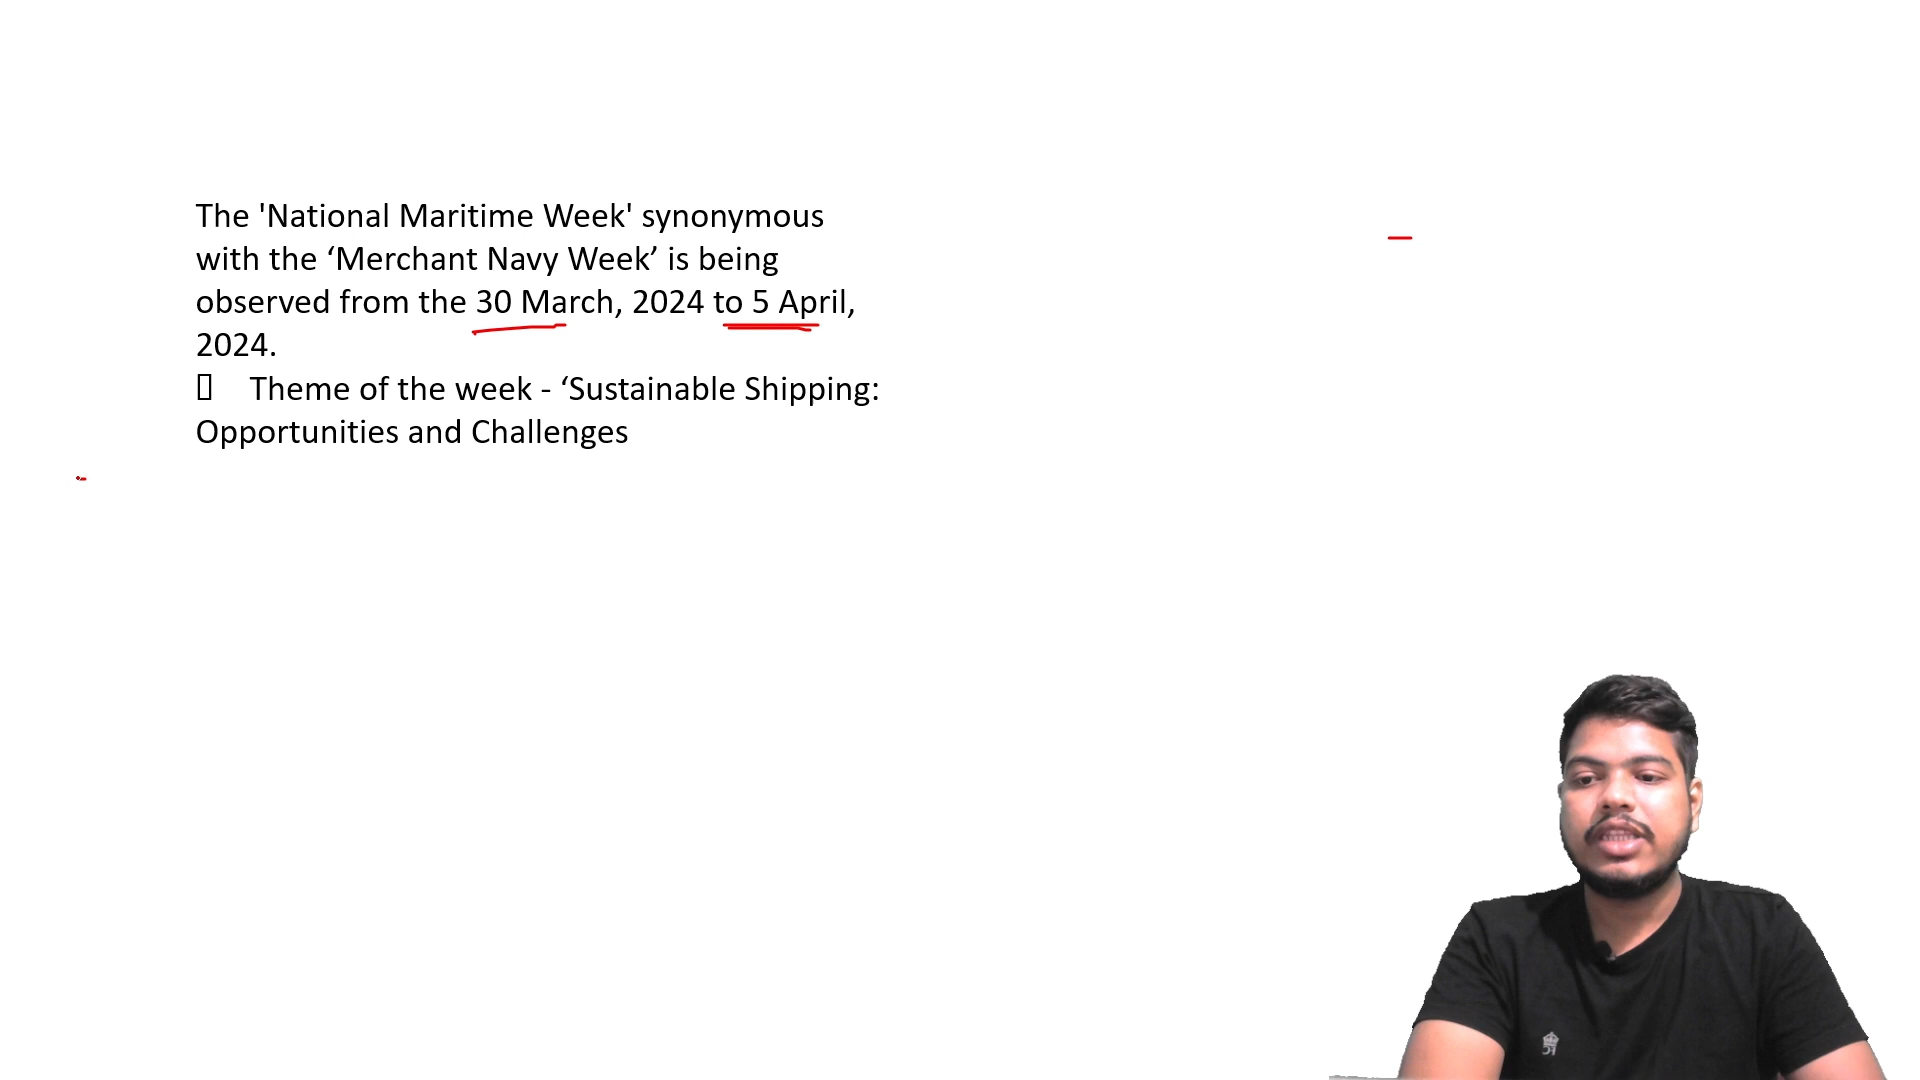 The 'National Maritime Week' synonymous
with the ‘Merchant Navy Week’ is being
observed from the 30 March, 2024 to 5 April,
2024.
Theme of the week - ‘Sustainable Shipping:
Opportunities and Challenges